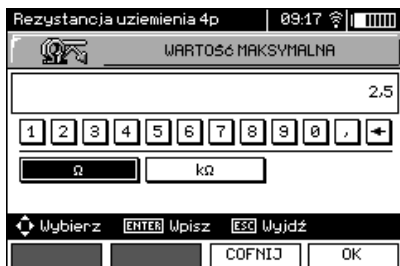 Rezystancja uziemienia 4p 09:17
WARTOŚĆ MAKSYMALNA
2,5
1 2 3 4 5 6 7 8 9 0 , ←
Ω kΩ
Wybierz ENTER Wpisz ESC Wyjdź
COFNIJ OK